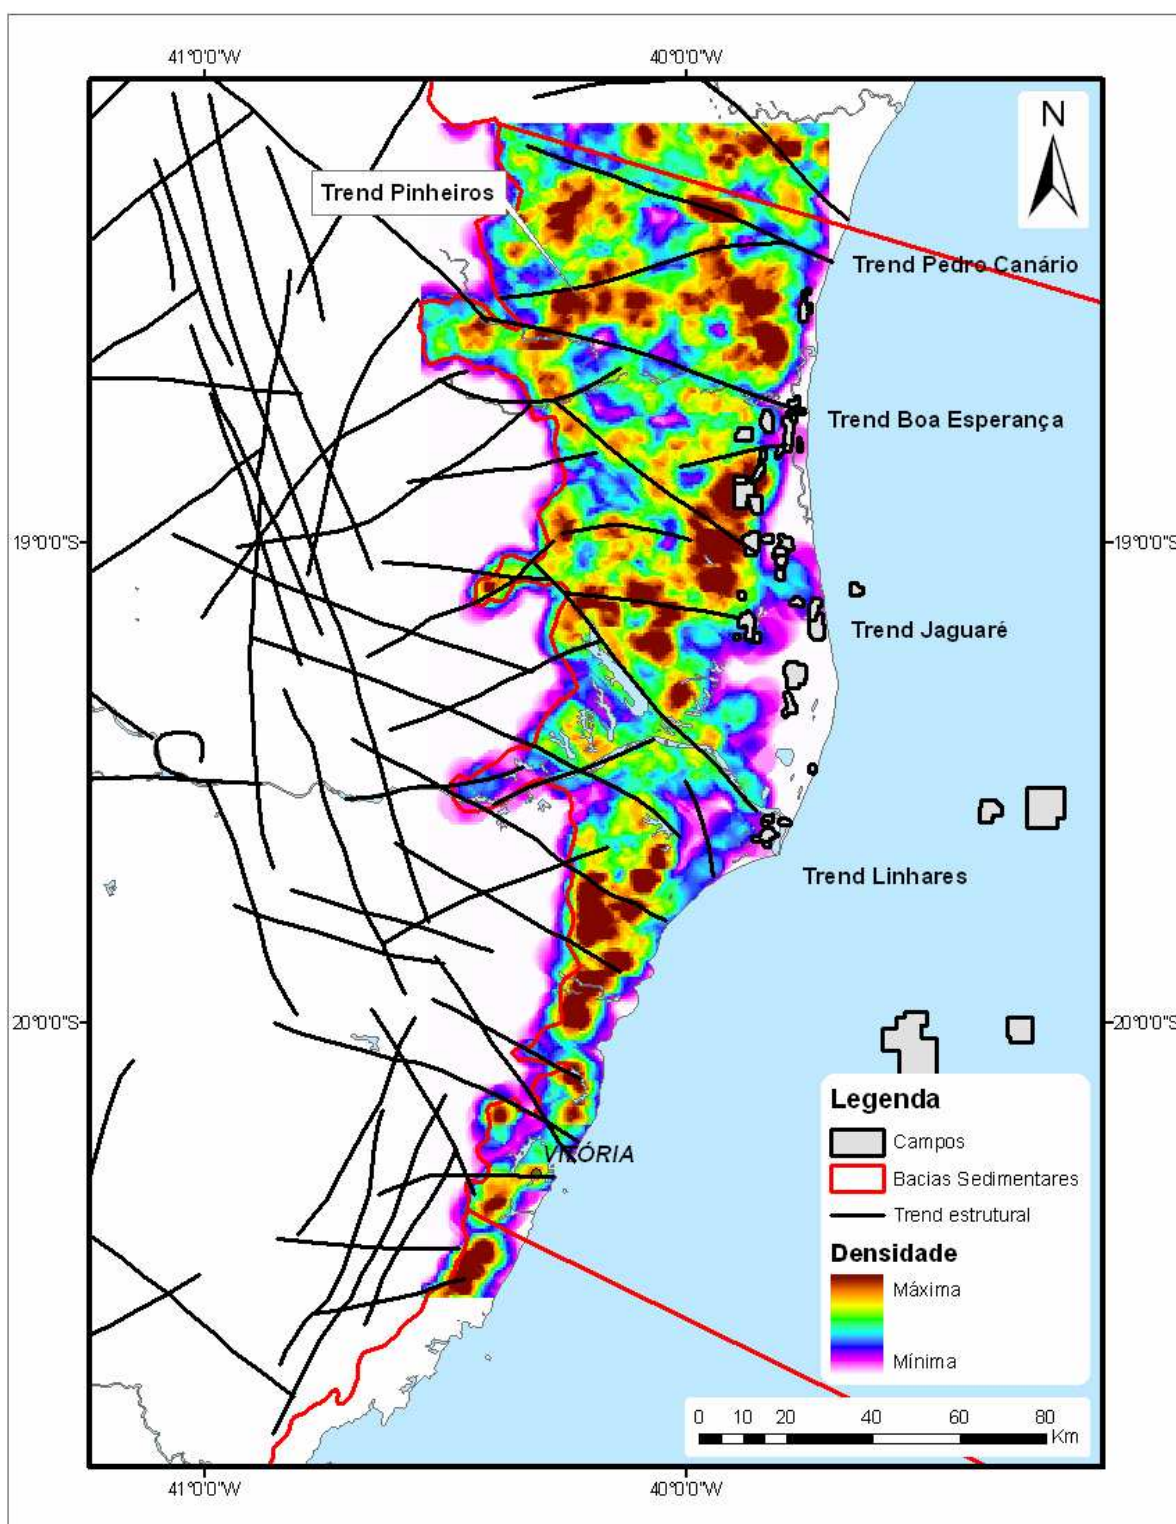 41°0'0"W
40°0'0"W
N
Trend Pinheiros
Trend Pedro Canário
Trend Boa Esperança
19°0'0"S
19°0'0"S
Trend Jaguaré
Trend Linhares
20°0'0"S
20°0'0"S
VITÓRIA
Legenda
Campos
Bacias Sedimentares
Trend estrutural
Densidade
Máxima
Mínima
0 10 20 40 60 80
Km
41°0'0"W
40°0'0"W